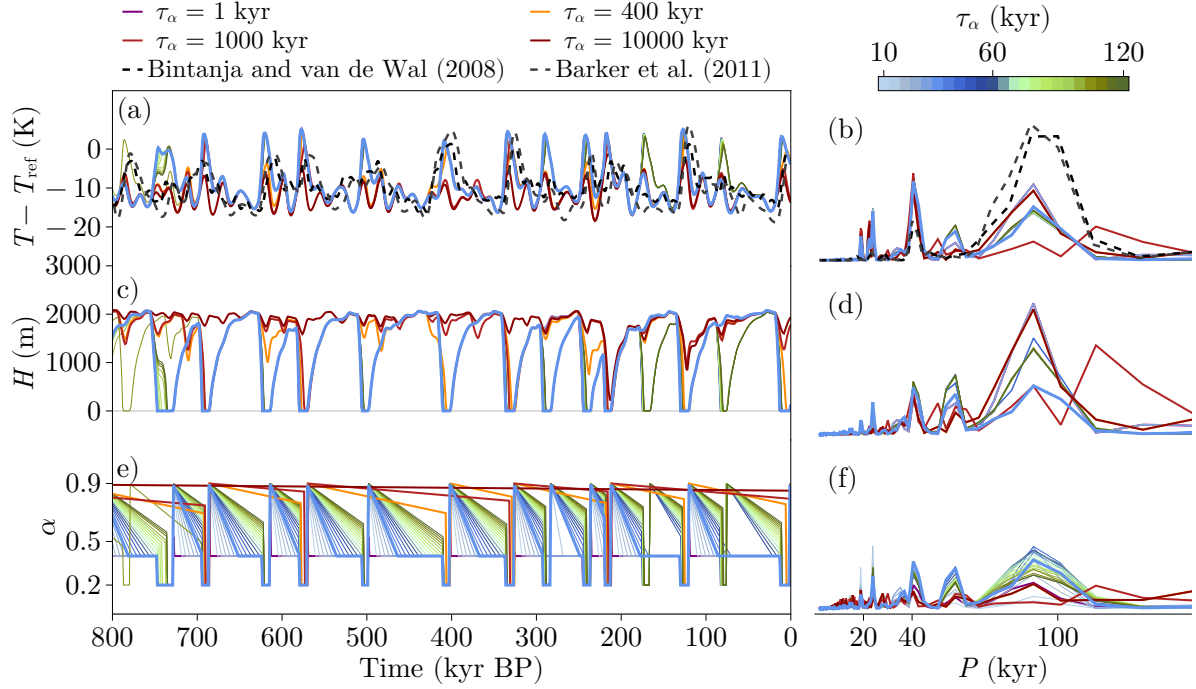 τα = 1 kyr
τα = 400 kyr
τα = 1000 kyr
τα = 10000 kyr
Bintanja and van de Wal (2008)
Barker et al. (2011)
τα (kyr)
10 60 120
(a)
T − Tref (K)
0
−10
−20
(b)
c)
H (m)
3000
2000
1000
0
(d)
e)
α
0.9
0.5
0.2
(f)
800 700 600 500 400 300 200 100 0
Time (kyr BP)
20 40 100
P (kyr)